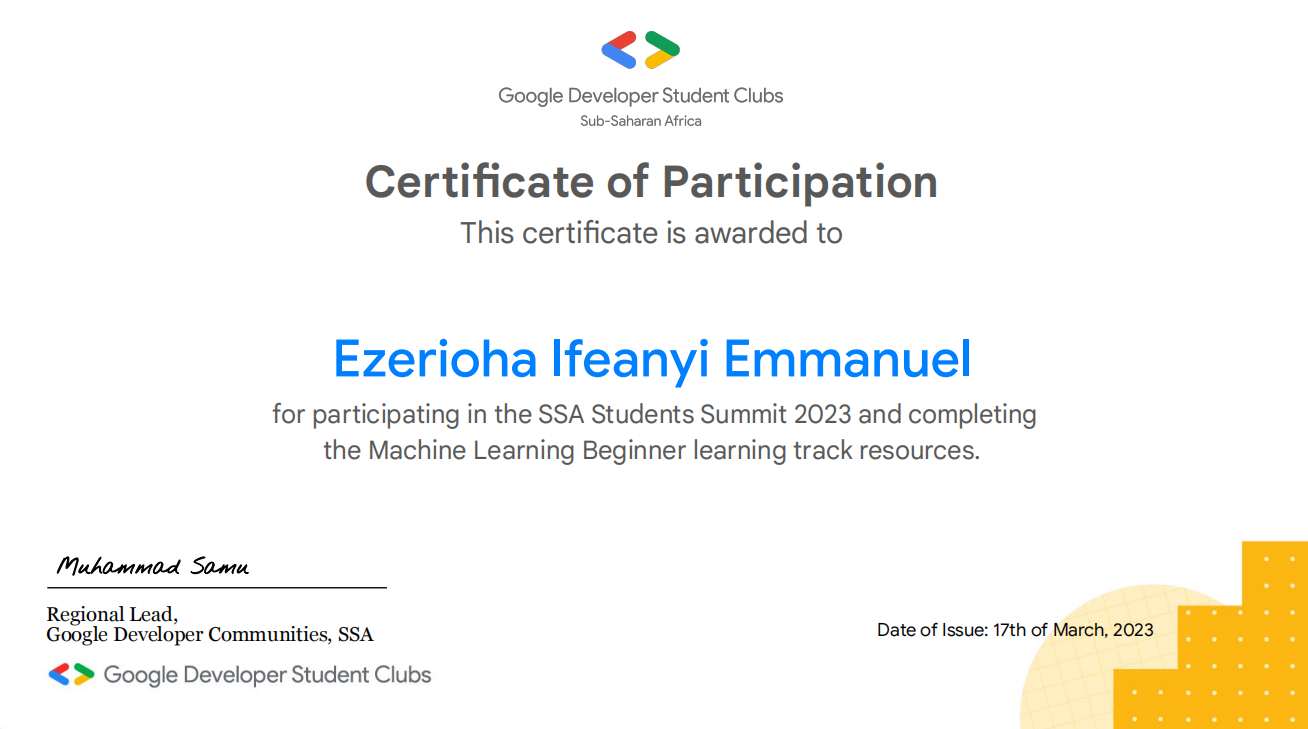 Google Developer Student Clubs
Sub-Saharan Africa
Certificate of Participation
This certificate is awarded to
Ezerioha Ifeanyi Emmanuel
for participating in the SSA Students Summit 2023 and completing
the Machine Learning Beginner learning track resources.
Muhammad Samu
Regional Lead,
Google Developer Communities, SSA
Google Developer Student Clubs
Date of Issue: 17th of March, 2023